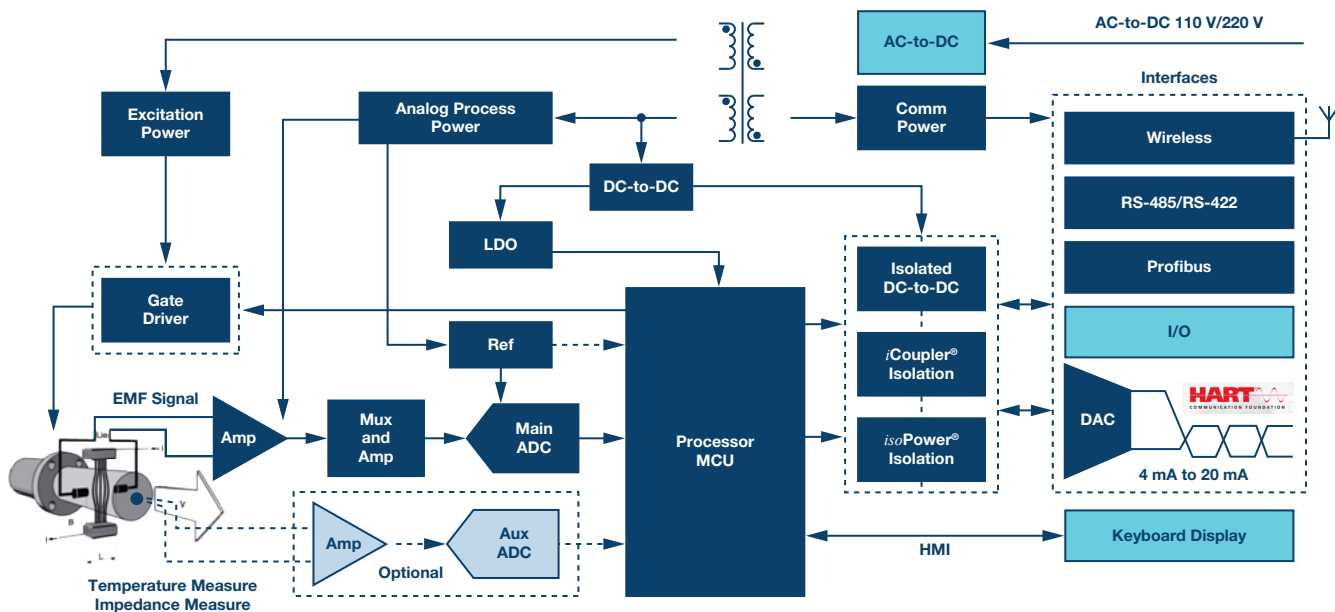 AC-to-DC 110 V/220 V
AC-to-DC
Interfaces
Excitation
Power
Analog Process
Power
Comm
Power
Wireless
DC-to-DC
RS-485/RS-422
LDO
Isolated
DC-to-DC
Profibus
Gate
Driver
I/O
Ref
iCoupler®
Isolation
HART
COMMUNICATION FOUNDATION
EMF Signal
Amp
Mux
and
Amp
Main
ADC
Processor
MCU
isoPower®
Isolation
DAC
4 mA to 20 mA
I
V
B
I
L
Amp
Optional
Aux
ADC
HMI
Keyboard Display
Temperature Measure
Impedance Measure